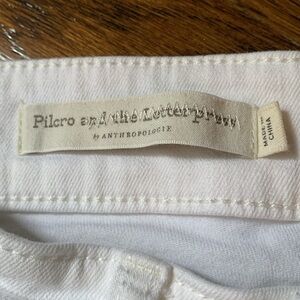 Pilcro and the Letterpress
by ANTHROPOLOGIE
MADE IN
CHINA